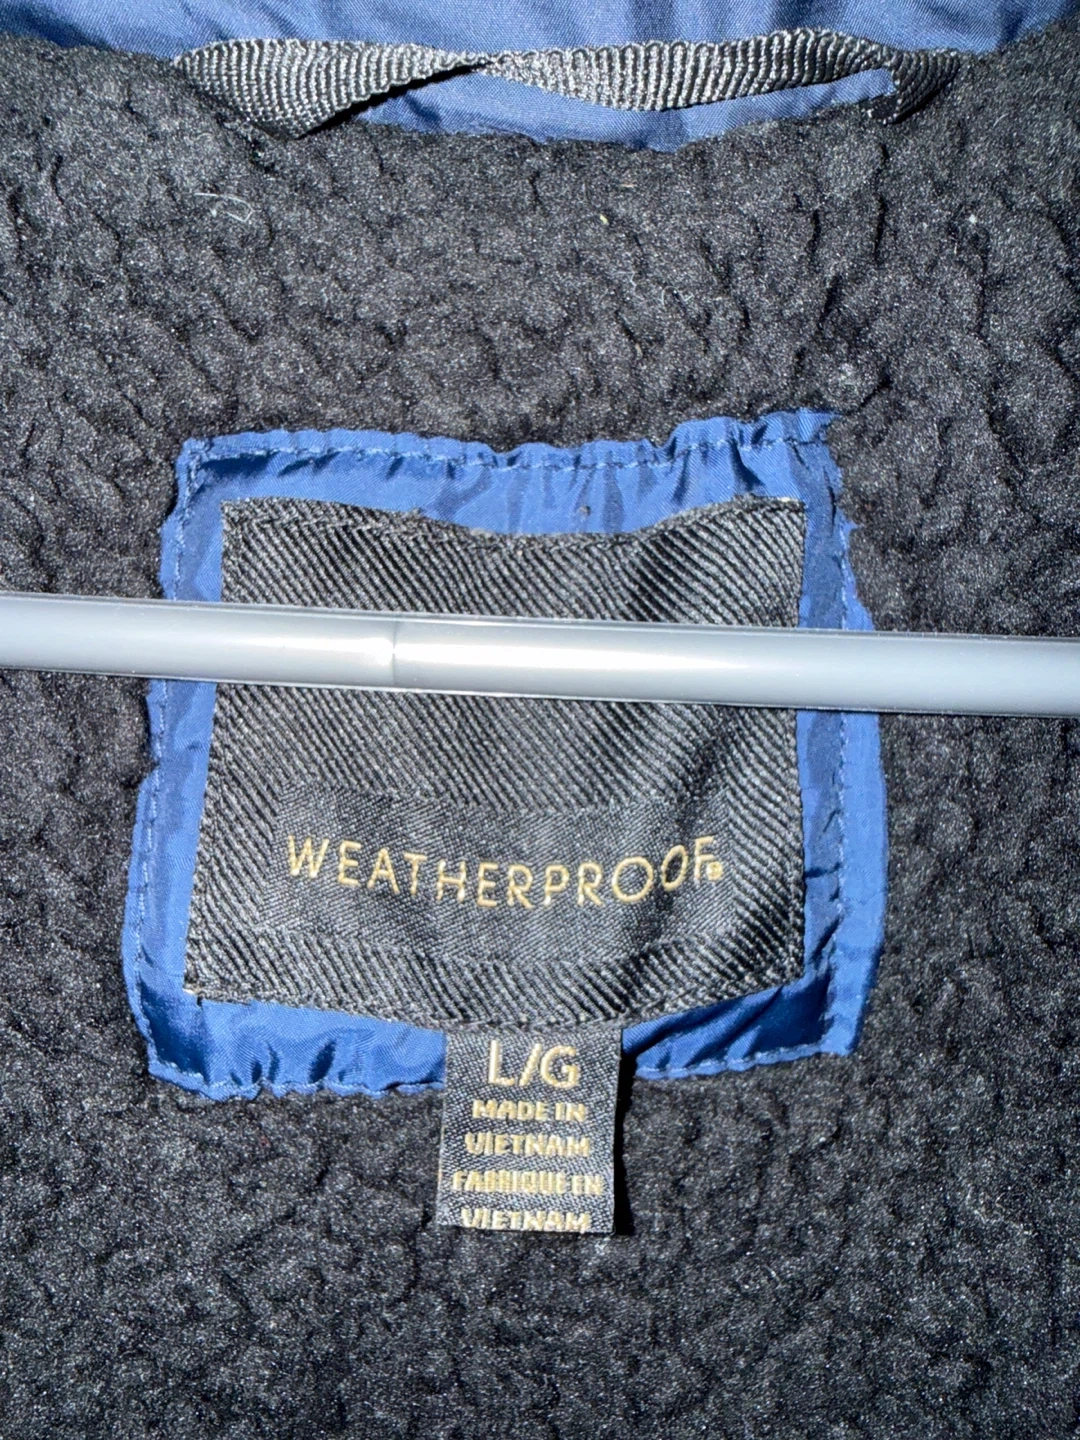 WEATHERPROOF
L/G
MADE IN
VIETNAM
FABRIQUE EN
VIETNAM